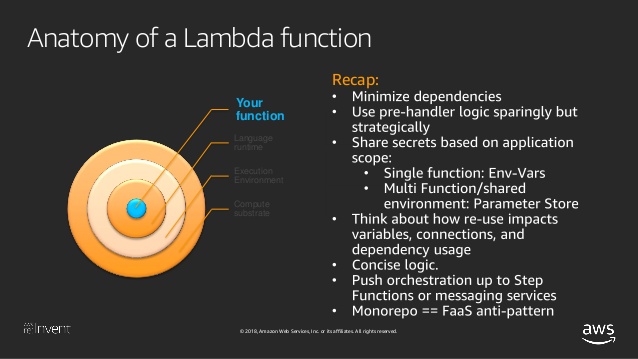 Anatomy of a Lambda function
Your
function
Language
runtime
Execution
Environment
Compute
substrate
Recap:
• Minimize dependencies
• Use pre-handler logic sparingly but
strategically
• Share secrets based on application
scope:
• Single function: Env-Vars
• Multi Function/shared
environment: Parameter Store
• Think about how re-use impacts
variables, connections, and
dependency usage
• Concise logic.
• Push orchestration up to Step
Functions or messaging services
• Monorepo == FaaS anti-pattern
AWS
re:Invent
© 2018, Amazon Web Services, Inc. or its affiliates. All rights reserved.
aws